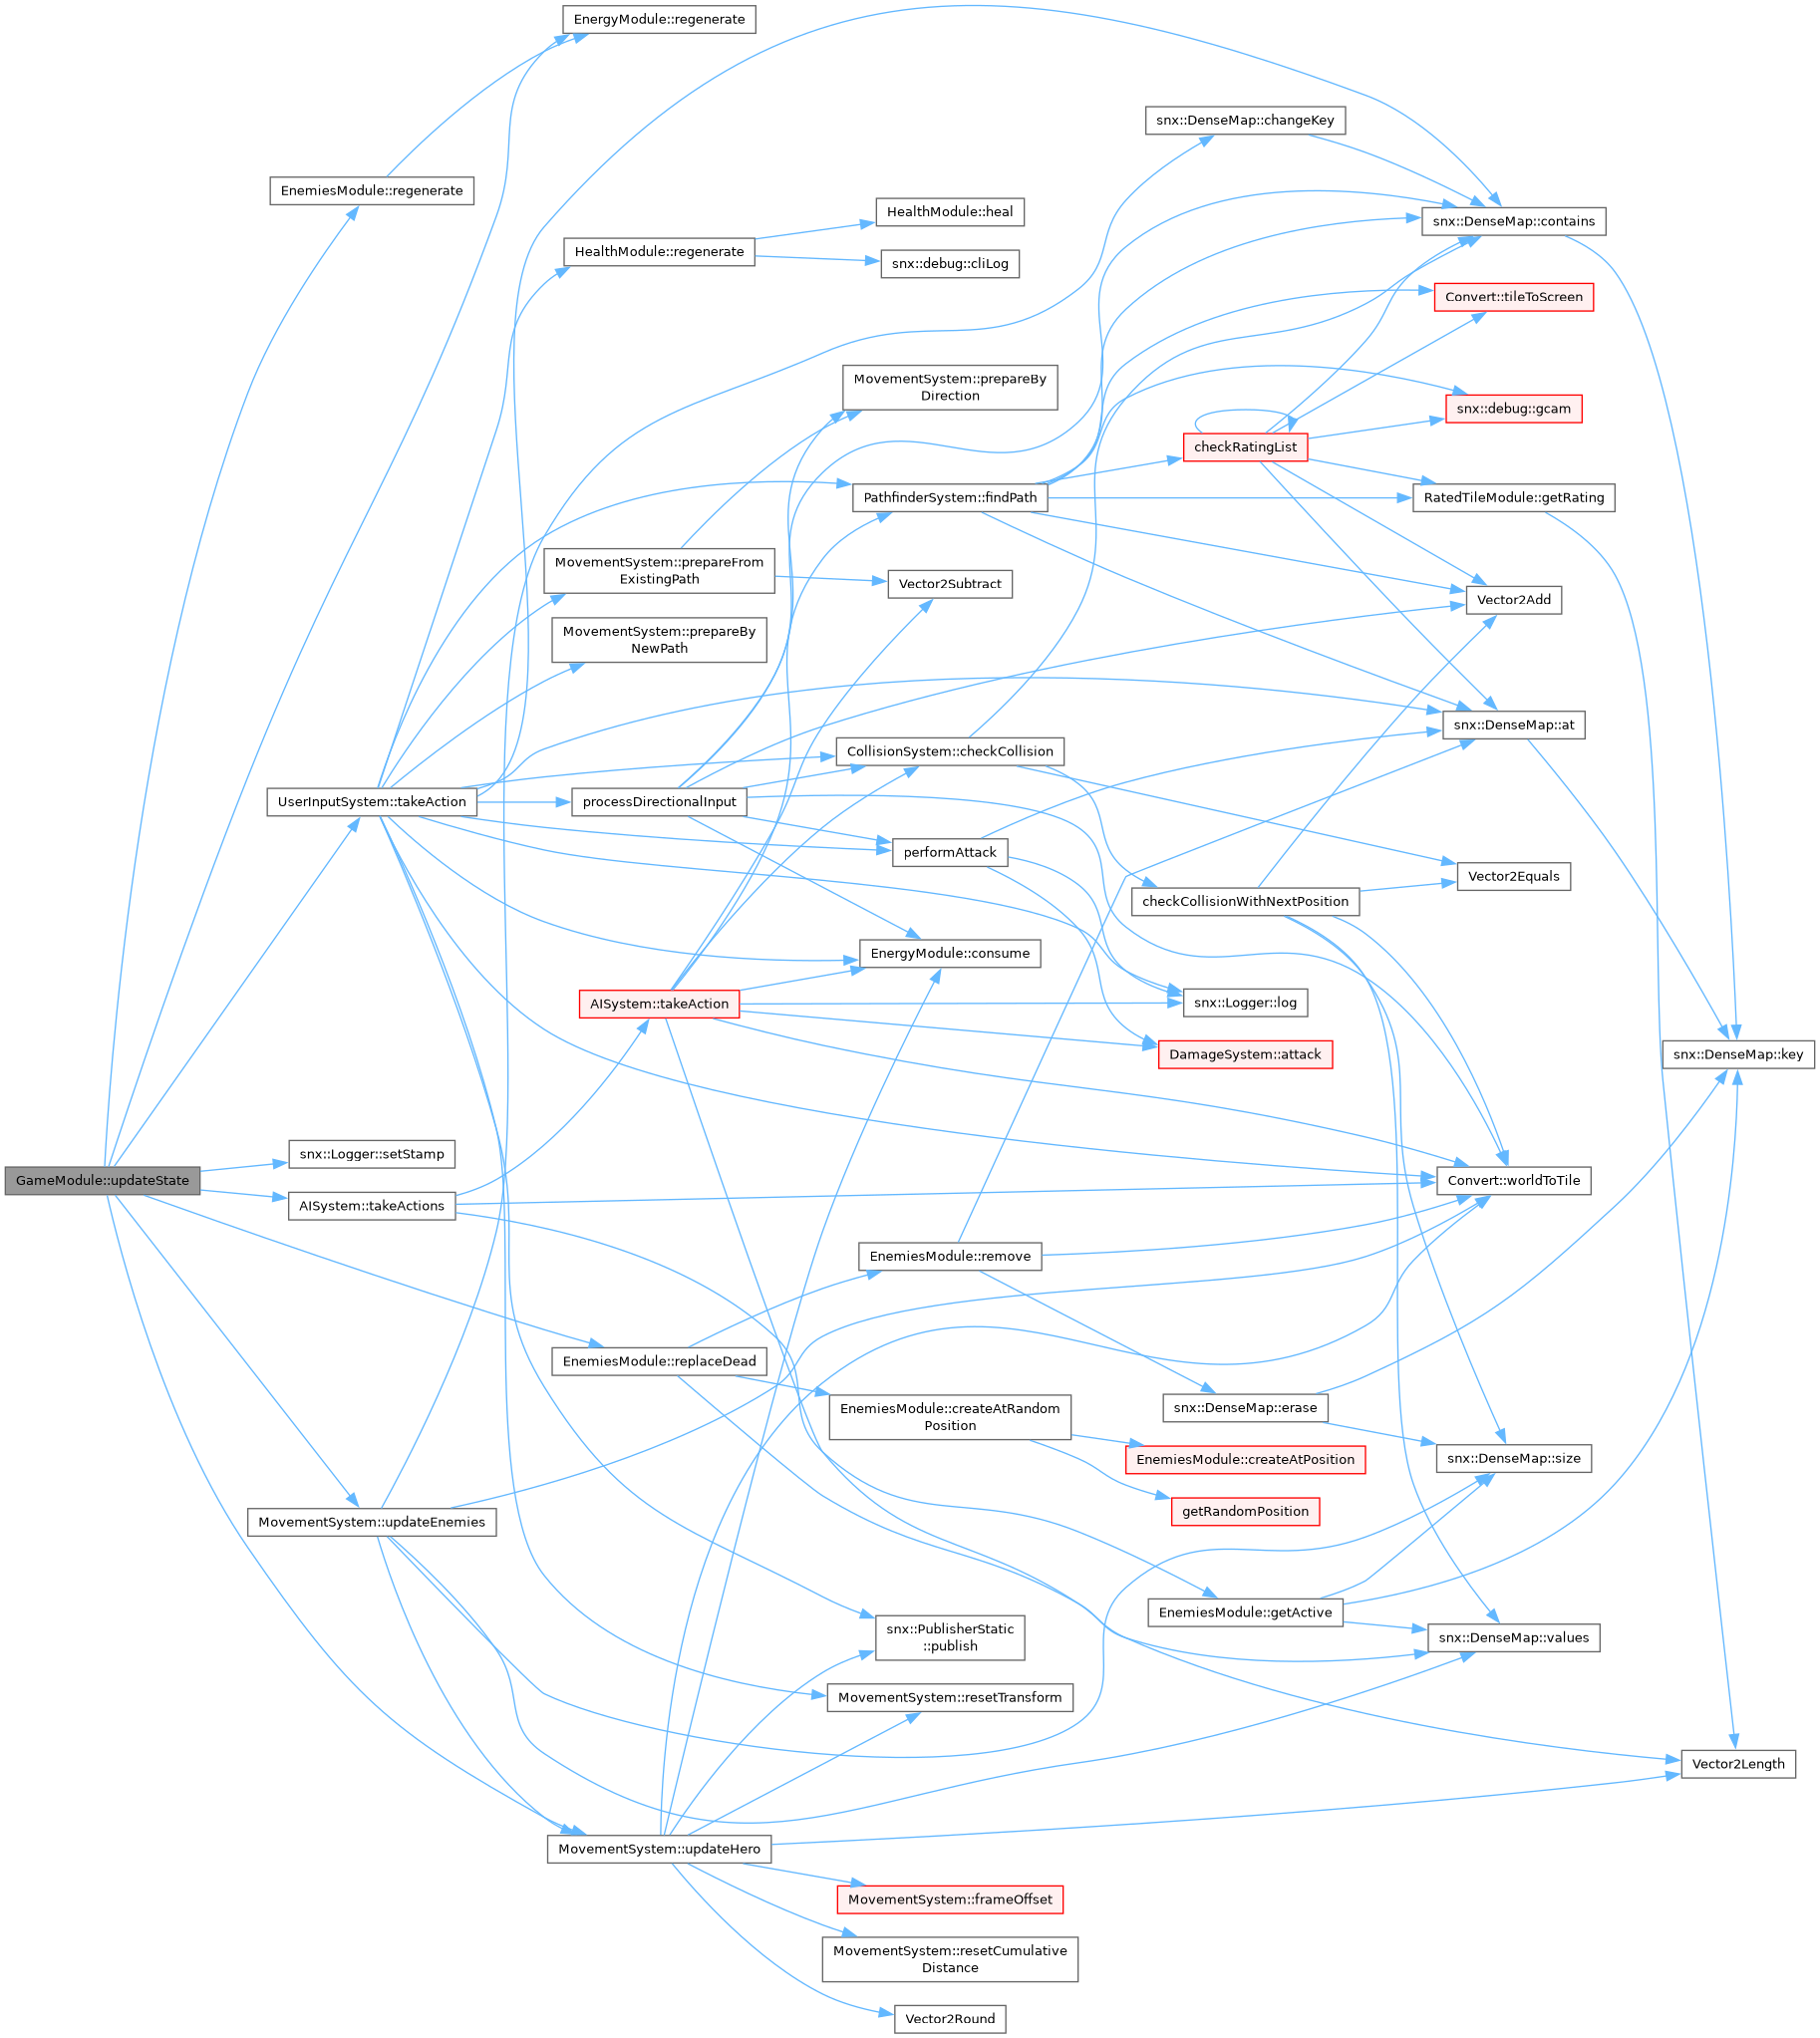 EnergyModule::regenerate
snx::DenseMap::changeKey
EnemiesModule::regenerate
HealthModule::heal
snx::DenseMap::contains
HealthModule::regenerate
snx::debug::cliLog
Convert::tileToScreen
MovementSystem::prepareBy
Direction
snx::debug::gcam
checkRatingList
PathfinderSystem::findPath
RatedTileModule::getRating
MovementSystem::prepareFrom
ExistingPath
Vector2Subtract
Vector2Add
MovementSystem::prepareBy
NewPath
snx::DenseMap::at
CollisionSystem::checkCollision
UserInputSystem::takeAction
processDirectionalInput
performAttack
Vector2Equals
checkCollisionWithNextPosition
EnergyModule::consume
AISystem::takeAction
snx::Logger::log
DamageSystem::attack
snx::DenseMap::key
snx::Logger::setStamp
GameModule::updateState
Convert::worldToTile
AISystem::takeActions
EnemiesModule::remove
EnemiesModule::replaceDead
EnemiesModule::createAtRandom
Position
snx::DenseMap::erase
EnemiesModule::createAtPosition
snx::DenseMap::size
getRandomPosition
MovementSystem::updateEnemies
EnemiesModule::getActive
snx::PublisherStatic
::publish
snx::DenseMap::values
MovementSystem::resetTransform
Vector2Length
MovementSystem::updateHero
MovementSystem::frameOffset
MovementSystem::resetCumulative
Distance
Vector2Round